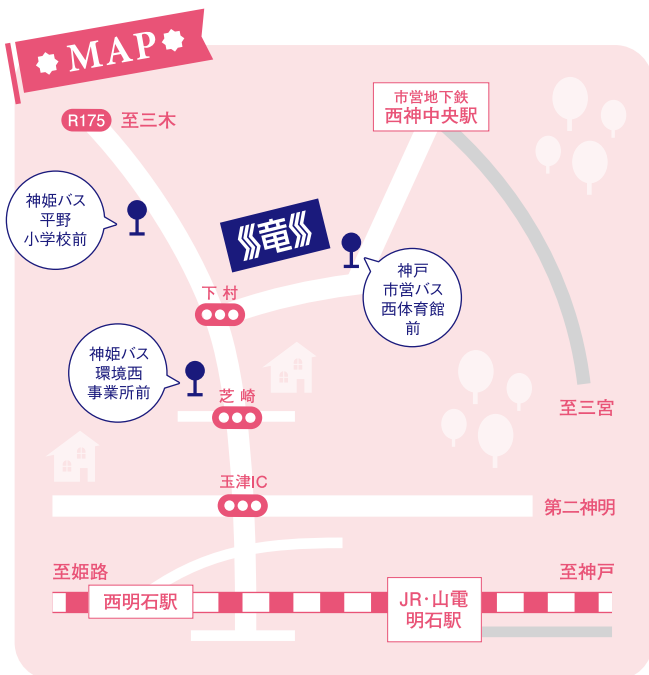 MAP
R175 至三木
市営地下鉄
西神中央駅
神姫バス
平野
小学校前
竜
神戸
市営バス
西体育館
前
下村
神姫バス
環境西
事業所前
芝崎
至三宮
玉津IC
第二神明
至姫路
至神戸
西明石駅
JR・山電
明石駅